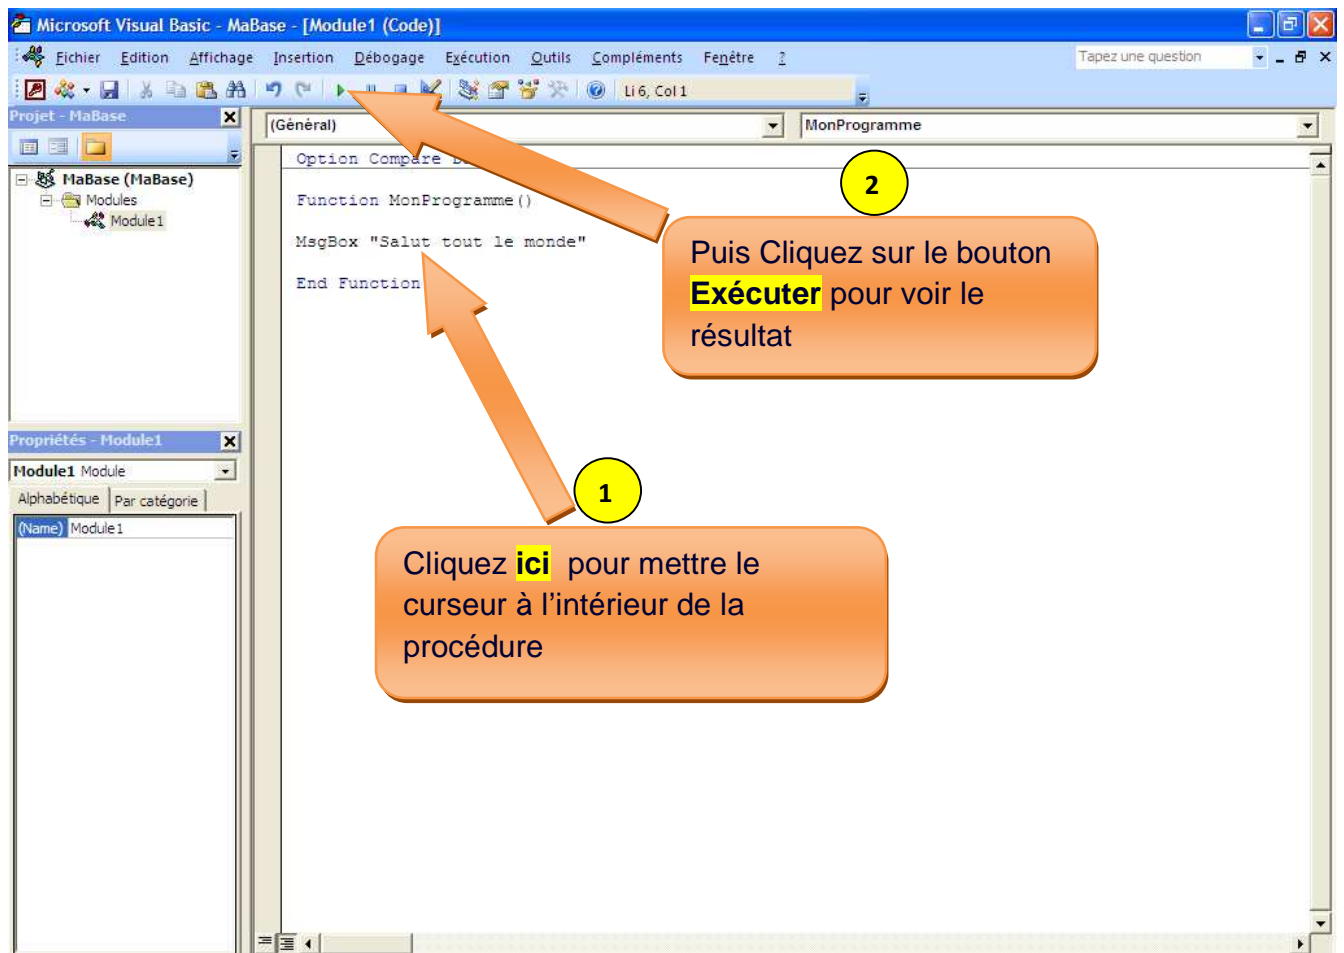 Microsoft Visual Basic - MaBase - [Module1 (Code)]
Fichier Edition Affichage Insertion Débogage Exécution Outils Compléments Fenêtre ?
Tapez une question
Li 6, Col 1
Projet - MaBase
(Général)
MonProgramme
Option Compare
MaBase (MaBase)
Modules
Module1
Function MonProgramme()
MsgBox "Salut tout le monde"
End Function
2
Puis Cliquez sur le bouton
Exécuter pour voir le
résultat
Propriétés - Module1
Module1 Module
Alphabétique Par catégorie
(Name) Module1
1
Cliquez ici pour mettre le
curseur à l’intérieur de la
procédure